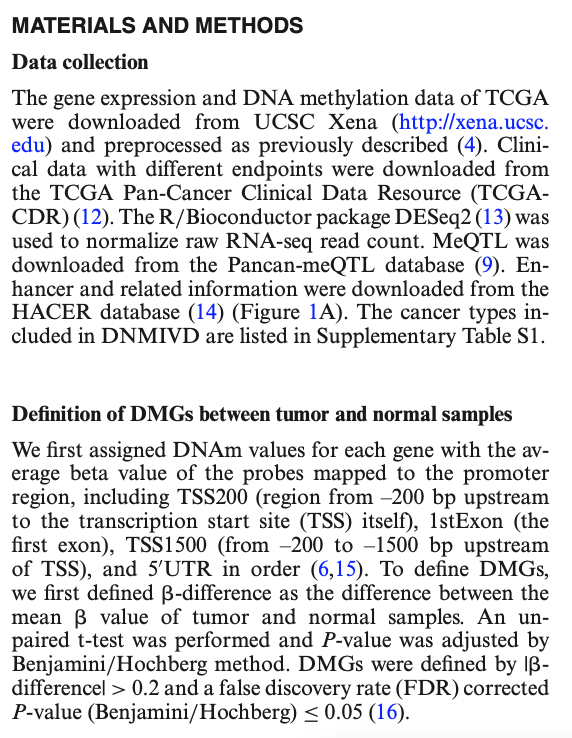 MATERIALS AND METHODS
Data collection
The gene expression and DNA methylation data of TCGA
were downloaded from UCSC Xena (http://xena.ucsc.
edu) and preprocessed as previously described (4). Clini-
cal data with different endpoints were downloaded from
the TCGA Pan-Cancer Clinical Data Resource (TCGA-
CDR) (12). The R/Bioconductor package DESeq2 (13) was
used to normalize raw RNA-seq read count. MeQTL was
downloaded from the Pancan-meQTL database (9). En-
hancer and related information were downloaded from the
HACER database (14) (Figure 1A). The cancer types in-
cluded in DNMIVD are listed in Supplementary Table S1.
Definition of DMGs between tumor and normal samples
We first assigned DNAm values for each gene with the av-
erage beta value of the probes mapped to the promoter
region, including TSS200 (region from –200 bp upstream
to the transcription start site (TSS) itself), 1stExon (the
first exon), TSS1500 (from –200 to –1500 bp upstream
of TSS), and 5′UTR in order (6,15). To define DMGs,
we first defined β-difference as the difference between the
mean β value of tumor and normal samples. An un-
paired t-test was performed and P-value was adjusted by
Benjamini/Hochberg method. DMGs were defined by |β-
difference| > 0.2 and a false discovery rate (FDR) corrected
P-value (Benjamini/Hochberg) ≤ 0.05 (16).